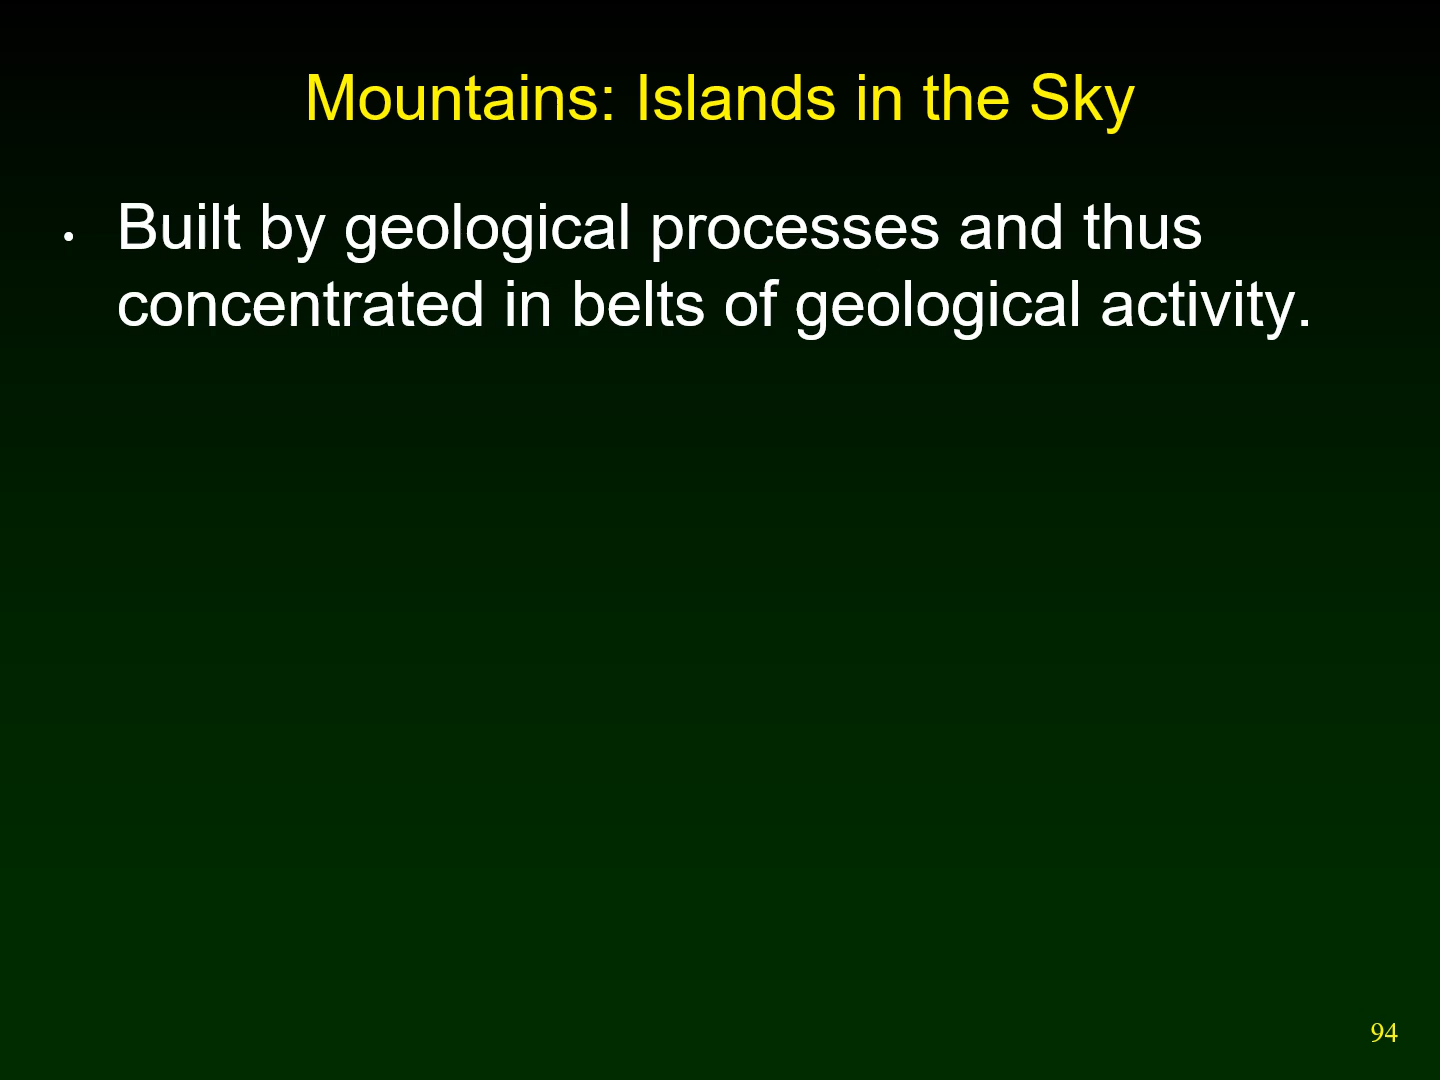 Mountains: Islands in the Sky
• Built by geological processes and thus
concentrated in belts of geological activity.
94